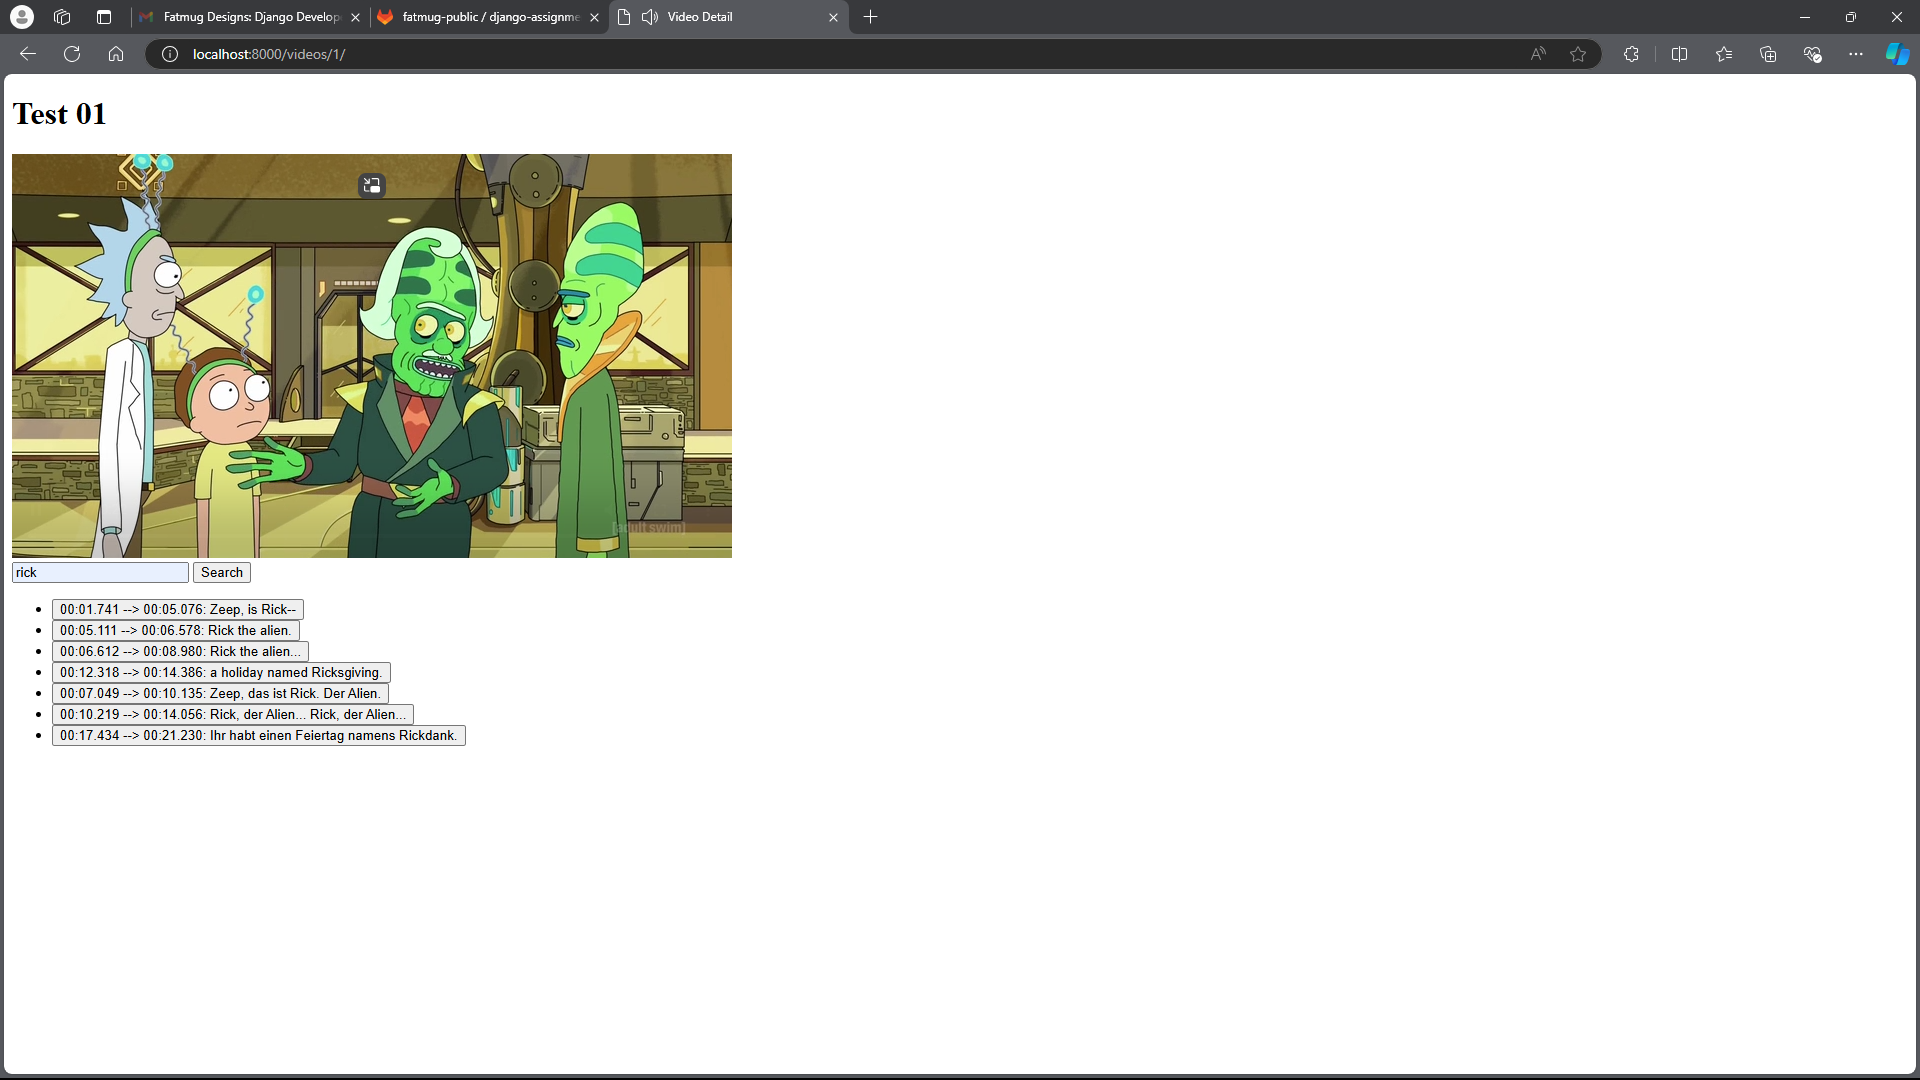 Fatmug Designs: Django Develop
fatmug-public / django-assignme
Video Detail
localhost:8000/videos/1/
Test 01
[adult swim]
rick
Search
00:01.741 --> 00:05.076: Zeep, is Rick--
00:05.111 --> 00:06.578: Rick the alien.
00:06.612 --> 00:08.980: Rick the alien...
00:12.318 --> 00:14.386: a holiday named Ricksgiving.
00:07.049 --> 00:10.135: Zeep, das ist Rick. Der Alien.
00:10.219 --> 00:14.056: Rick, der Alien... Rick, der Alien...
00:17.434 --> 00:21.230: Ihr habt einen Feiertag namens Rickdank.